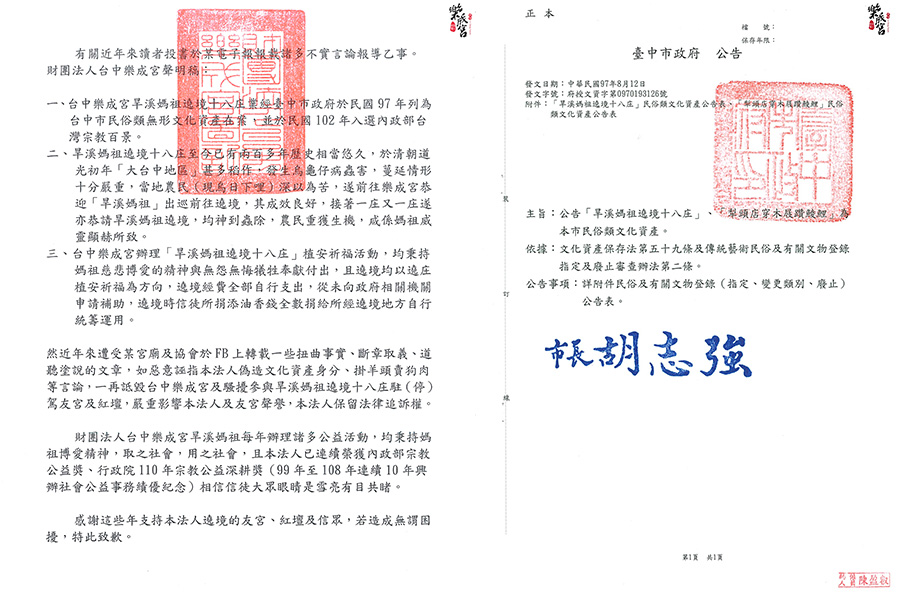 有關近年來讀者投書於某電子報報載諸多不實言論報導乙事。
財團法人台中樂成宮聲明稿：
一、台中樂成宮旱溪媽祖遶境十八庄案經臺中市政府於民國 97 年列為
台中市民俗類無形文化資產在案，並於民國 102 年入選內政部台
灣宗教百景。
二、旱溪媽祖遶境十八庄至今已有兩百多年歷史相當悠久，於清朝道
光初年「大台中地區」甚多稻作，發生烏龜仔病蟲害，蔓延情形
十分嚴重，當地農民（現烏日下哩）深以為苦，遂前往樂成宮恭
迎「旱溪媽祖」出巡前往遶境，其成效良好，接著一庄又一庄遂
亦恭請旱溪媽祖遶境，均神到蟲除，農民重獲生機，咸係媽祖威
靈顯赫所致。
三、台中樂成宮辦理「旱溪媽祖遶境十八庄」植安祈福活動，均秉持
媽祖慈悲博愛的精神與無怨無悔犧牲奉獻付出，且遶境均以遶庄
植安祈福為方向，遶境經費全部自行支出，從未向政府相關機關
申請補助，遶境時信徒所捐添油香錢全數捐給所經遶境地方自行
統籌運用。
然近年來遭受某宮廟及協會於 FB 上轉載一些扭曲事實、斷章取義、道
聽塗說的文章，如惡意誣指本法人偽造文化資產身分、掛羊頭賣狗肉
等言論，一再詆毀台中樂成宮及騷擾參與旱溪媽祖遶境十八庄駐（停）
駕友宮及紅壇，嚴重影響本法人及友宮聲譽，本法人保留法律追訴權。
財團法人台中樂成宮旱溪媽祖每年辦理諸多公益活動，均秉持媽
祖博愛精神，取之社會，用之社會，且本法人已連續榮獲內政部宗教
公益獎、行政院 110 年宗教公益深耕獎（99 年至 108 年連續 10 年興
辦社會公益事務績優紀念）相信信徒大眾眼睛是雪亮有目共睹。
感謝這些年支持本法人遶境的友宮、紅壇及信眾，若造成無謂困
擾，特此致歉。
樂成宮
正本
檔　號：
保存年限：
臺中市政府　公告
發文日期：中華民國97年8月12日
發文字號：府授文資字第0970193126號
附件：「旱溪媽祖遶境十八庄」民俗類文化資產公告表、「犁頭店穿木屐躦鯪鯉」民俗
類文化資產公告表
臺中市政府印
主旨：公告「旱溪媽祖遶境十八庄」、「犁頭店穿木屐躦鯪鯉」為
本市民俗類文化資產。
依據：文化資產保存法第五十九條及傳統藝術民俗及有關文物登錄
指定及廢止審查辦法第二條。
公告事項：詳附件民俗及有關文物登錄（指定、變更類別、廢止）
公告表。
市長胡志強
裝
訂
線
第1頁　共1頁
樂成宮